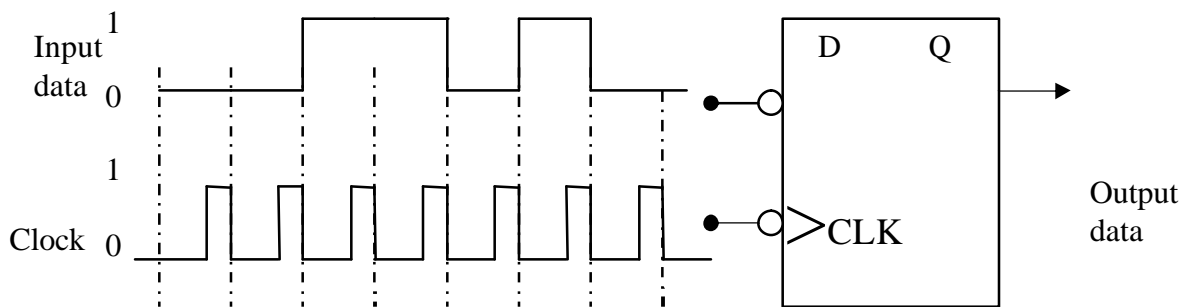 1
Input
data
0
1
Clock
0
D Q
CLK
Output
data